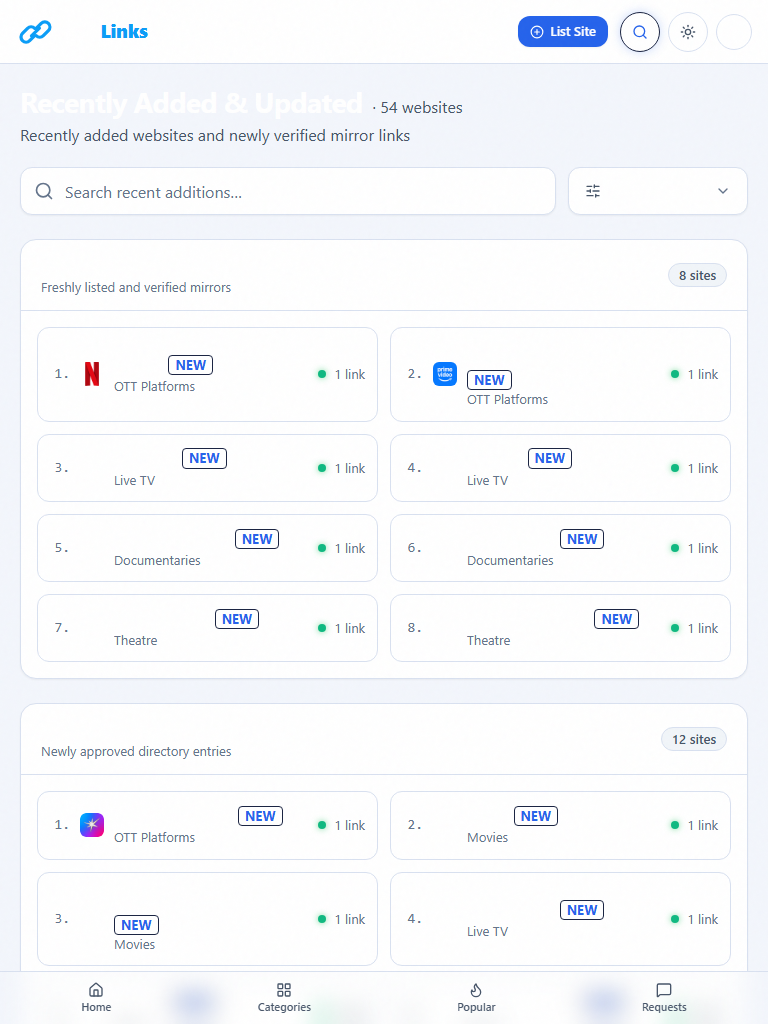 Links
List Site
Recently Added & Updated · 54 websites
Recently added websites and newly verified mirror links
Search recent additions...
8 sites
Freshly listed and verified mirrors
1. NEW
OTT Platforms
1 link
2. prime video NEW
OTT Platforms
1 link
3. NEW
Live TV
1 link
4. NEW
Live TV
1 link
5. NEW
Documentaries
1 link
6. NEW
Documentaries
1 link
7. NEW
Theatre
1 link
8. NEW
Theatre
1 link
12 sites
Newly approved directory entries
1. NEW
OTT Platforms
1 link
2. NEW
Movies
1 link
3. NEW
Movies
1 link
4. NEW
Live TV
1 link
Home
Categories
Popular
Requests